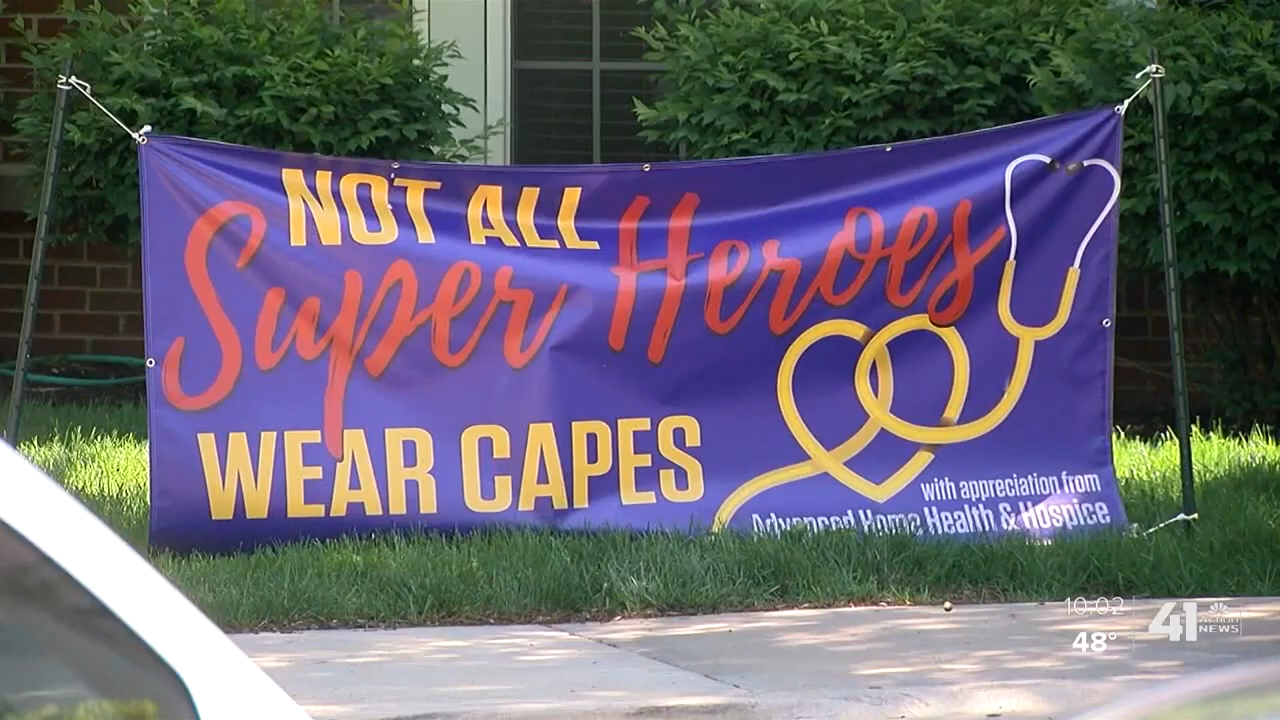 NOT ALL
Super Heroes
WEAR CAPES
with appreciation from
Advanced Home Health & Hospice
10:02
48°
41 Action
NEWS